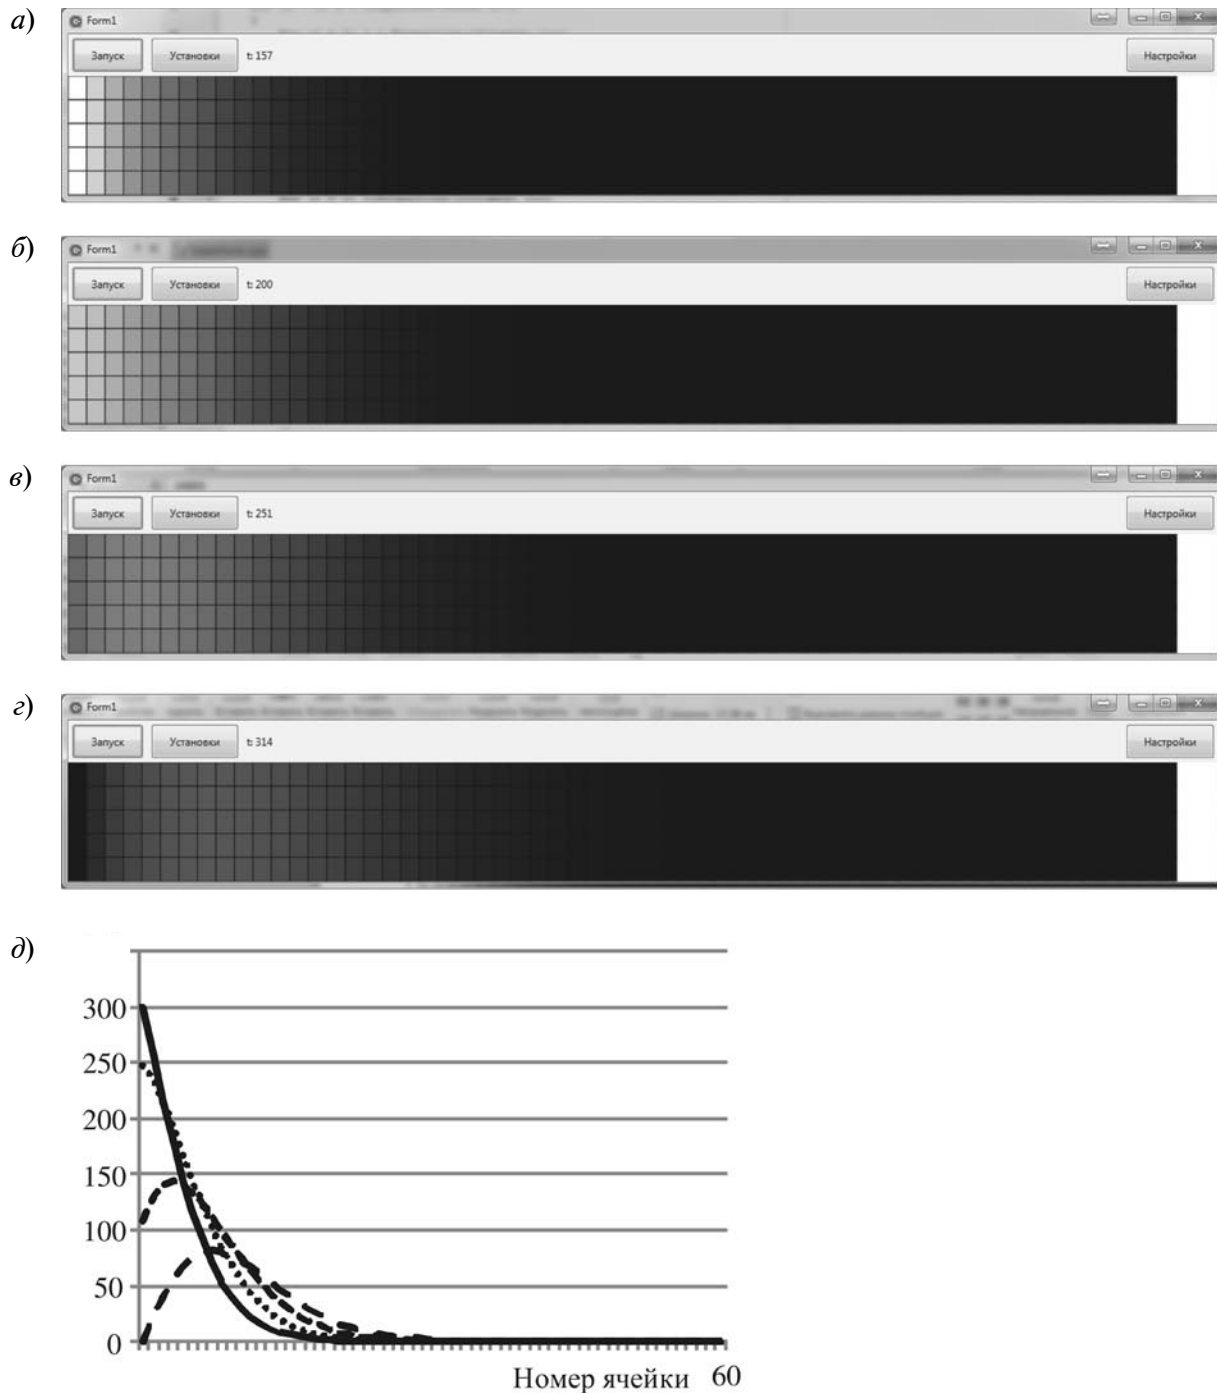 а)
Form1
Запуск Установки t: 157 Настройки
б)
Form1
Запуск Установки t: 200 Настройки
в)
Form1
Запуск Установки t: 251 Настройки
г)
Form1
Запуск Установки t: 314 Настройки
д)
300
250
200
150
100
50
0
Номер ячейки 60